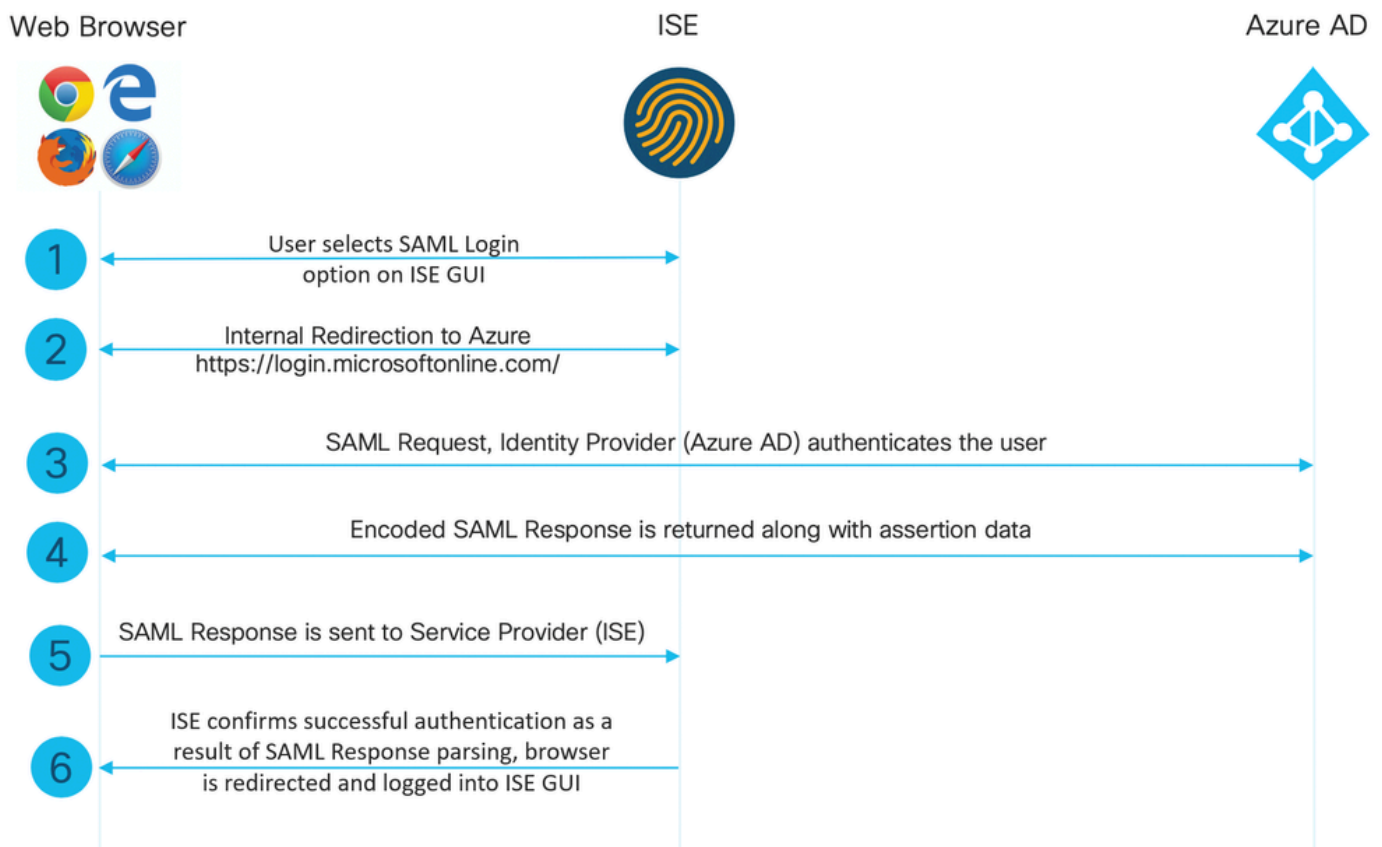 Web Browser
ISE
Azure AD
1
User selects SAML Login
option on ISE GUI
2
Internal Redirection to Azure
https://login.microsoftonline.com/
3
SAML Request, Identity Provider (Azure AD) authenticates the user
4
Encoded SAML Response is returned along with assertion data
5
SAML Response is sent to Service Provider (ISE)
6
ISE confirms successful authentication as a
result of SAML Response parsing, browser
is redirected and logged into ISE GUI